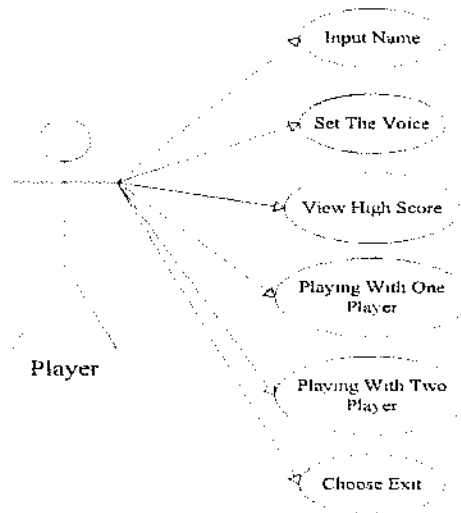 Input Name
Set The Voice
View High Score
Playing With One
Player
Player
Playing With Two
Player
Choose Exit